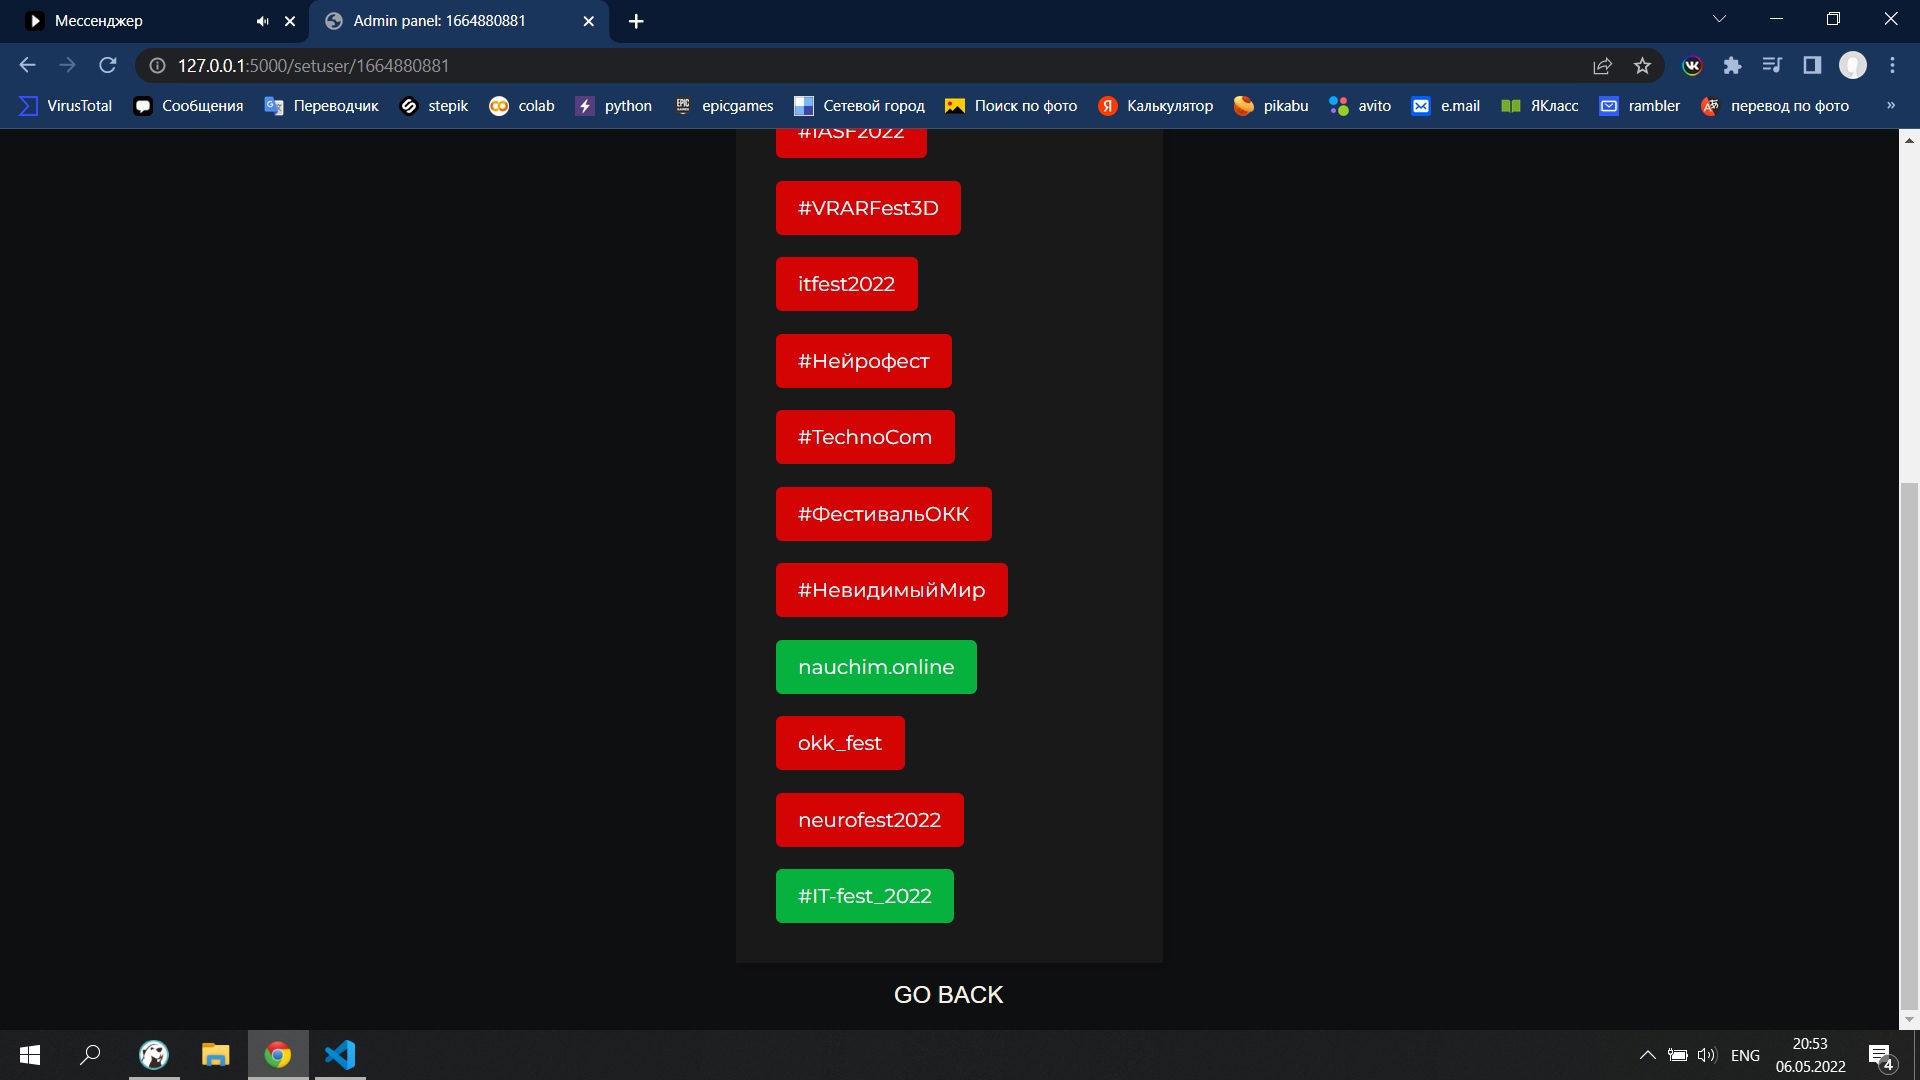 Мессенджер
Admin panel: 1664880881
127.0.0.1:5000/setuser/1664880881
VirusTotal
Сообщения
Переводчик
stepik
colab
python
epicgames
Сетевой город
Поиск по фото
Калькулятор
pikabu
avito
e.mail
ЯКласс
rambler
перевод по фото
»
#IASF2022
#VRARFest3D
itfest2022
#Нейрофест
#TechnoCom
#ФестивальОКК
#НевидимыйМир
nauchim.online
okk_fest
neurofest2022
#IT-fest_2022
GO BACK
ENG
20:53
06.05.2022
4